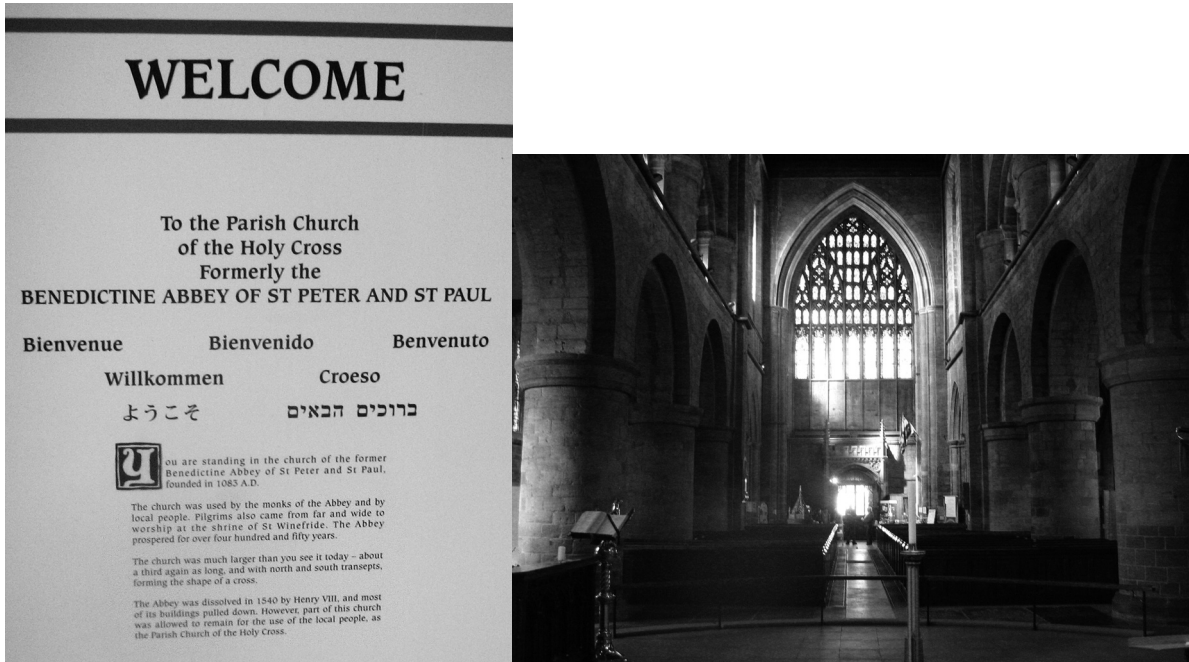 WELCOME
To the Parish Church
of the Holy Cross
Formerly the
BENEDICTINE ABBEY OF ST PETER AND ST PAUL
Bienvenue Bienvenido Benvenuto
Willkommen Croeso
ようこそ ברוכים הבאים
You are standing in the church of the former
Benedictine Abbey of St Peter and St Paul,
founded in 1083 A.D.
The church was used by the monks of the Abbey and by
local people. Pilgrims also came from far and wide to
worship at the shrine of St Winefride. The Abbey
prospered for over four hundred and fifty years.
The church was much larger than you see it today – about
a third again as long, and with north and south transepts,
forming the shape of a cross.
The Abbey was dissolved in 1540 by Henry VIII, and most
of its buildings pulled down. However, part of this church
was allowed to remain for the use of the local people, as
the Parish Church of the Holy Cross.